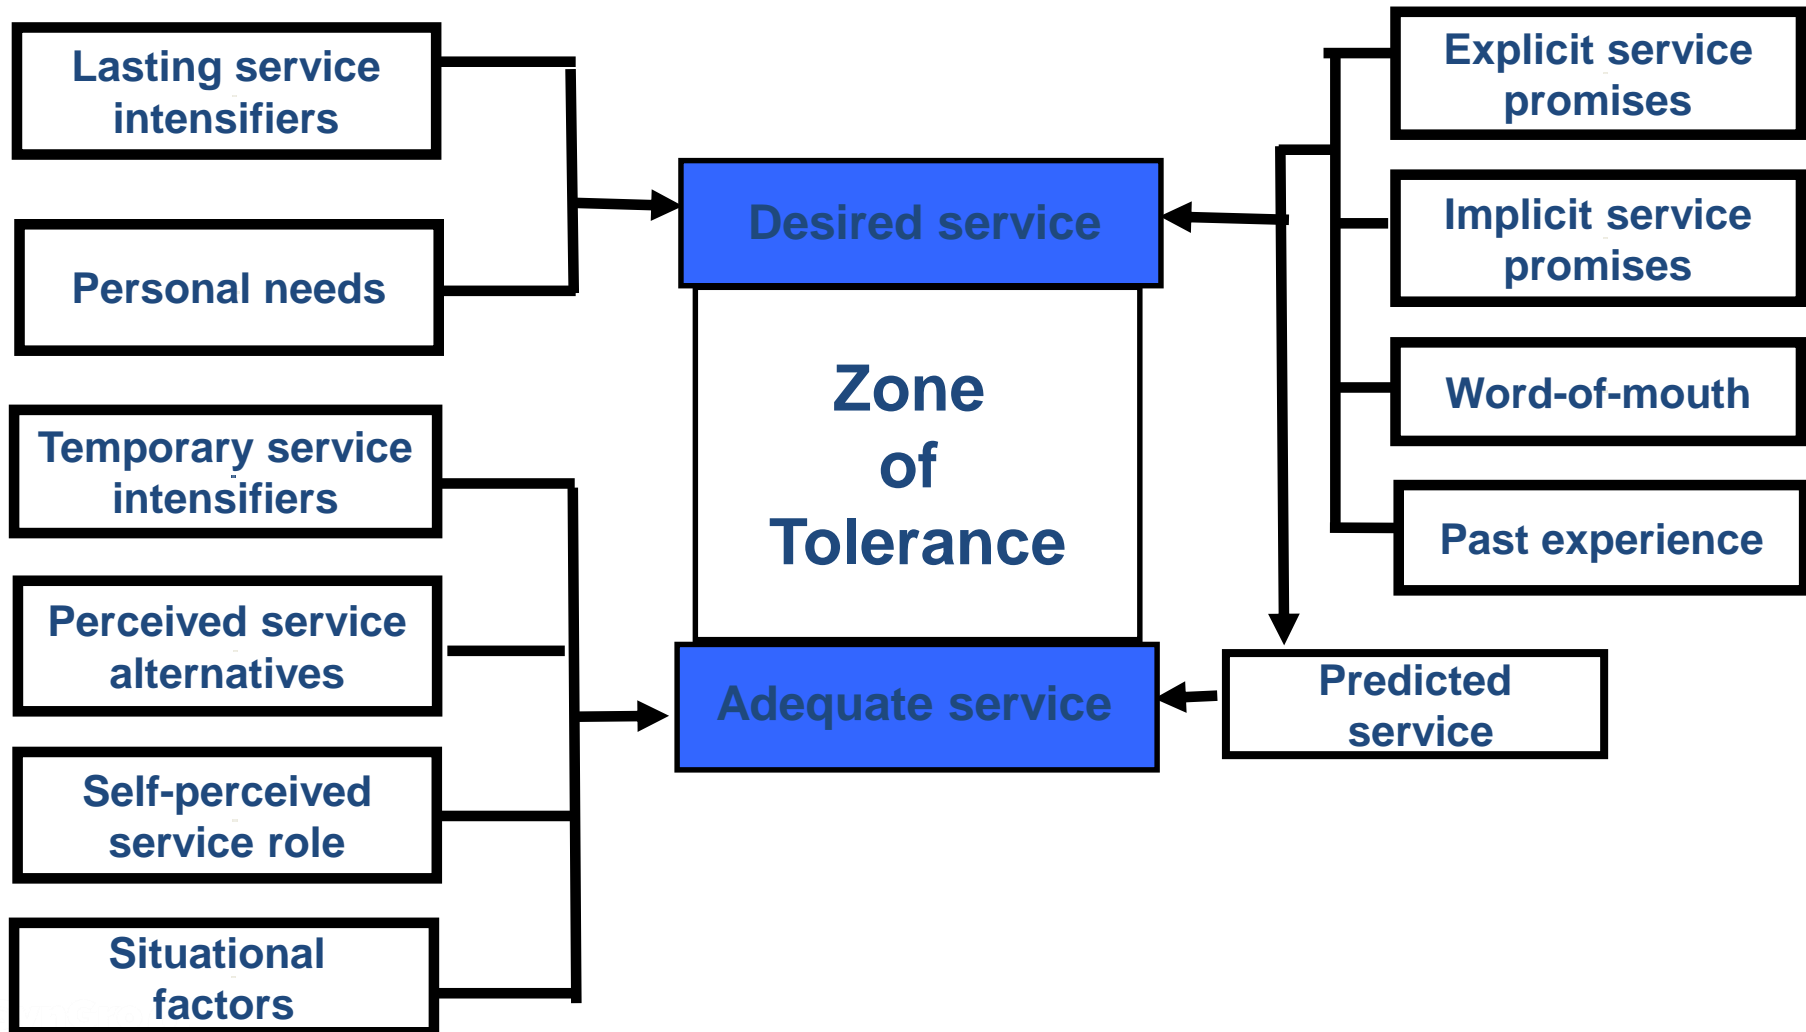 Lasting service
intensifiers
Personal needs
Temporary service
intensifiers
Perceived service
alternatives
Self-perceived
service role
Situational
factors
Desired service
Zone
of
Tolerance
Adequate service
Explicit service
promises
Implicit service
promises
Word-of-mouth
Past experience
Predicted
service